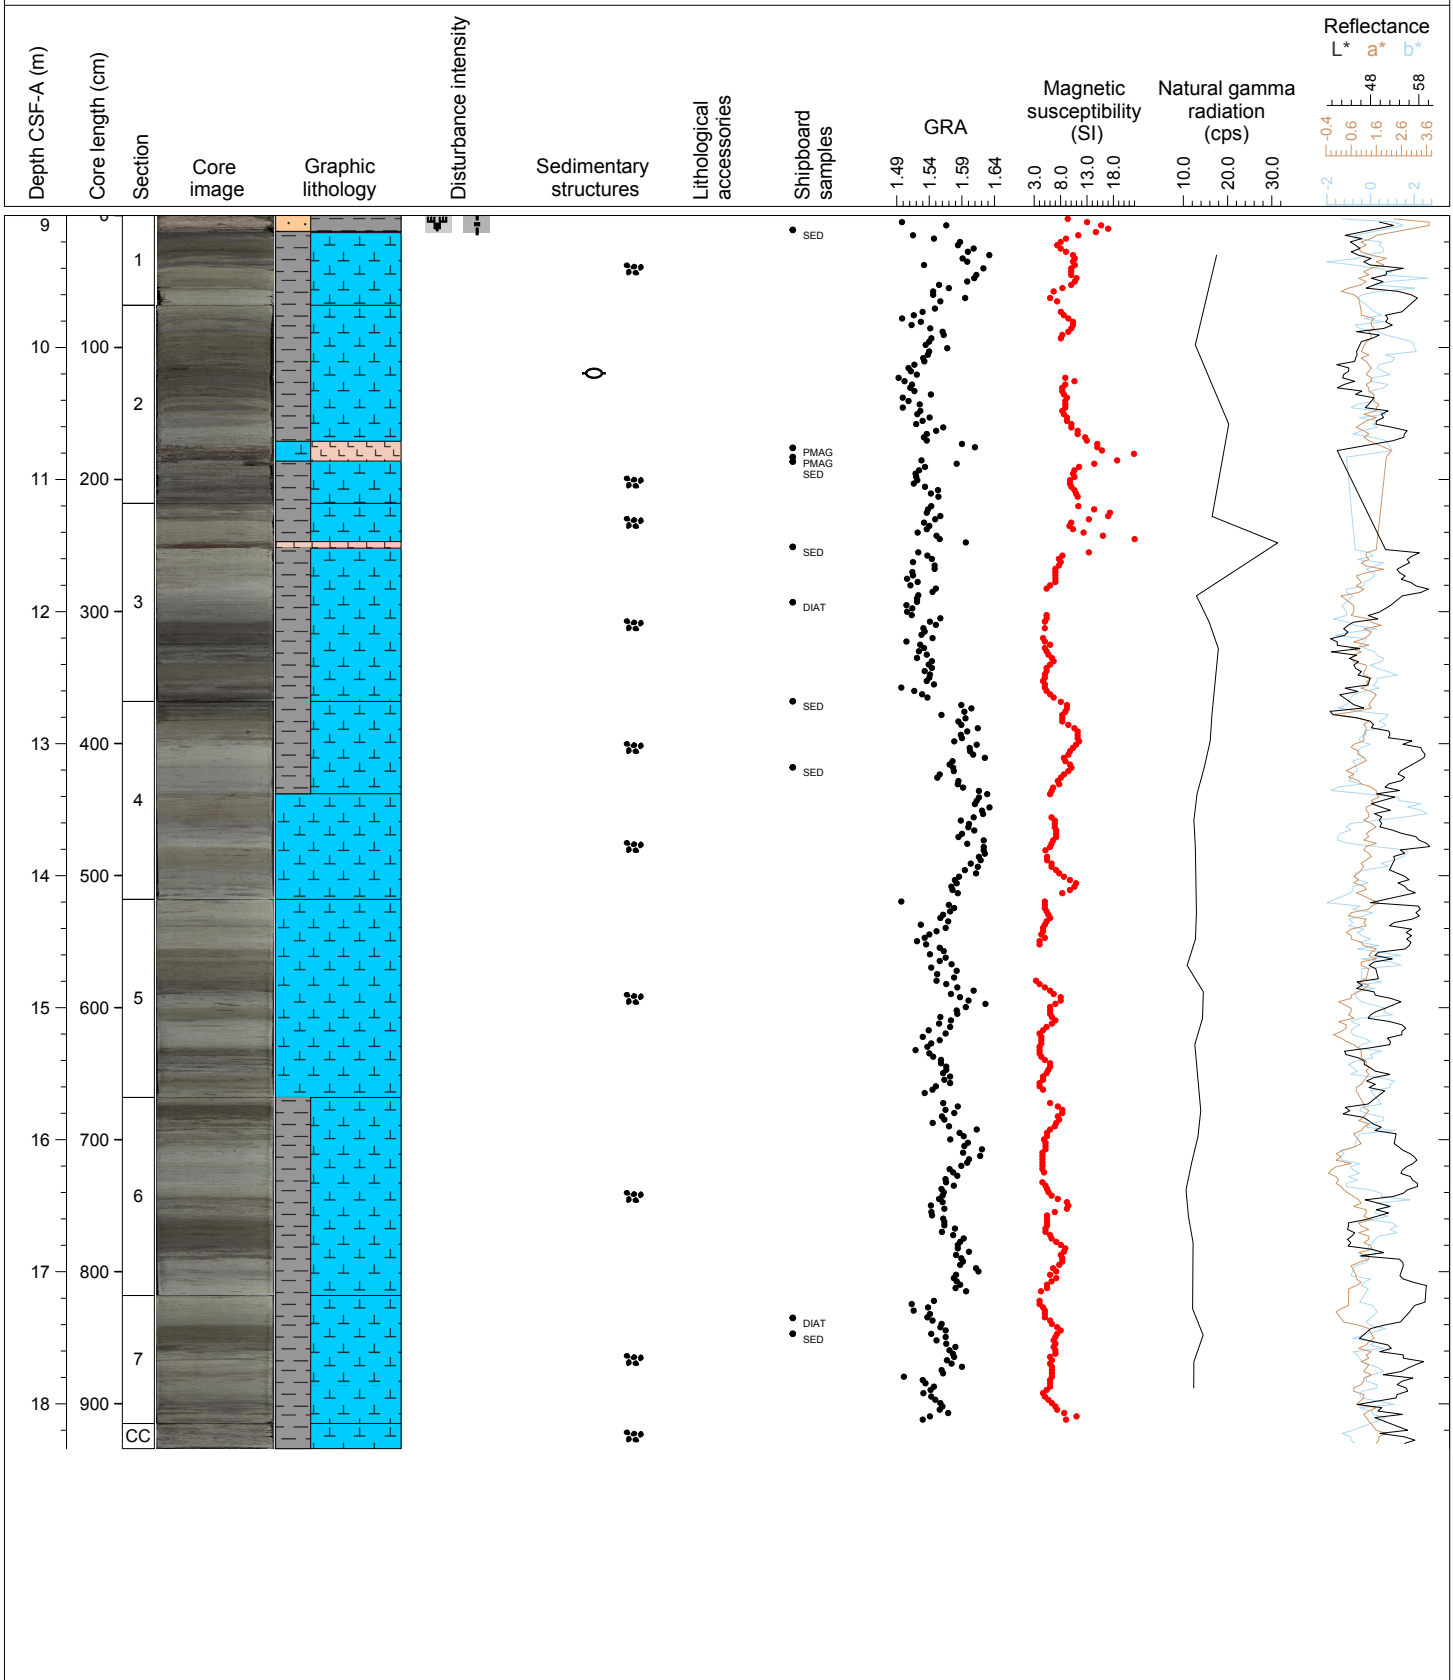 Depth CSF-A (m)
Core length (cm)
Section
Core
image
Graphic
lithology
Disturbance intensity
Sedimentary
structures
Lithological
accessories
Shipboard
samples
GRA
1.49 1.54 1.59 1.64
Magnetic
susceptibility
(SI)
3.0 8.0 13.0 18.0
Natural gamma
radiation
(cps)
10.0 20.0 30.0
Reflectance
L* a* b*
48 58
-0.4 0.6 1.6 2.6 3.6
-2 0 2
9 0
SED
1
10 100
2
PMAG
PMAG
SED
11 200
SED
3
DIAT
12 300
SED
13 400
SED
4
14 500
5
15 600
16 700
6
17 800
DIAT
SED
7
18 900
CC